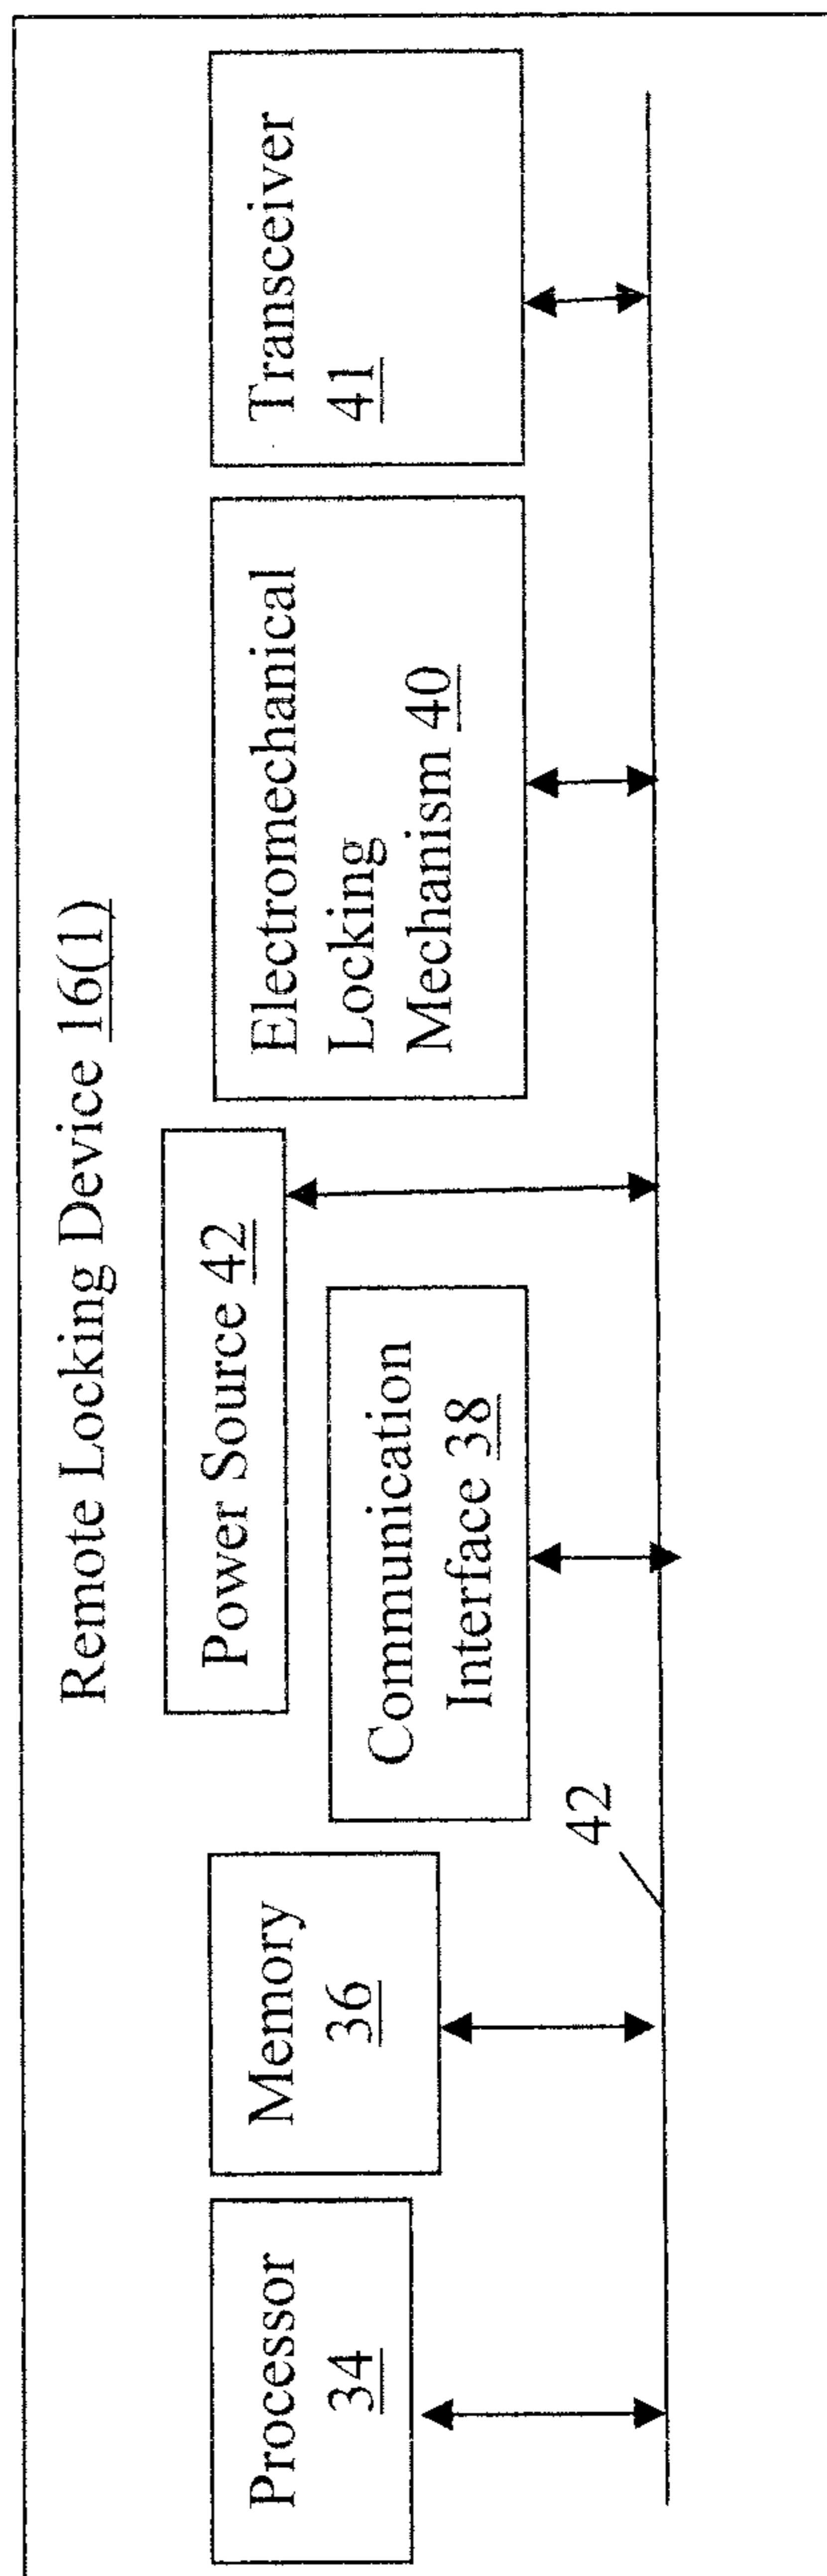 Remote Locking Device 16(1)
Processor
34
Memory
36
Power Source 42
Communication
Interface 38
Electromechanical
Locking
Mechanism 40
Transceiver
41
42